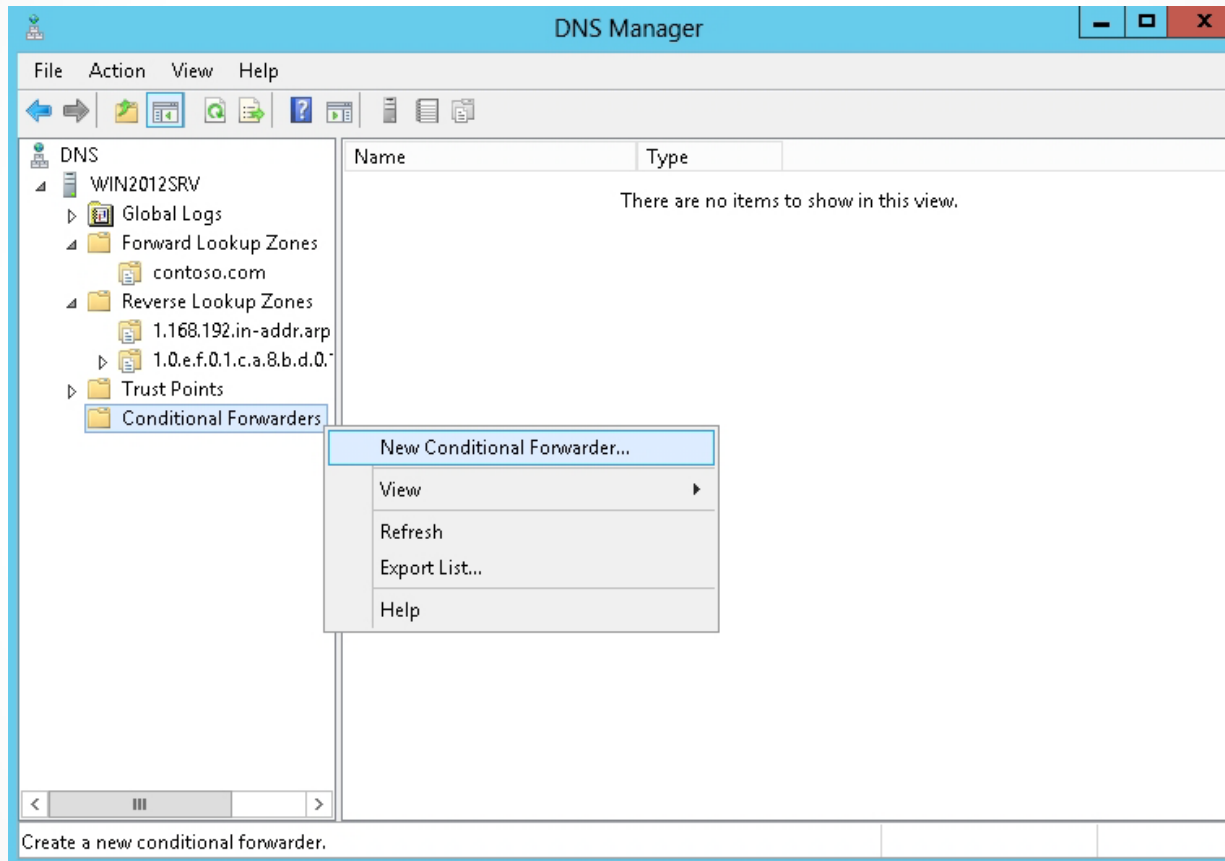 DNS Manager
File Action View Help
DNS
Name Type
WIN2012SRV
There are no items to show in this view.
Global Logs
Forward Lookup Zones
contoso.com
Reverse Lookup Zones
1.168.192.in-addr.arp
1.0.e.f.0.1.c.a.8.b.d.0.
Trust Points
Conditional Forwarders
New Conditional Forwarder...
View
Refresh
Export List...
Help
Create a new conditional forwarder.